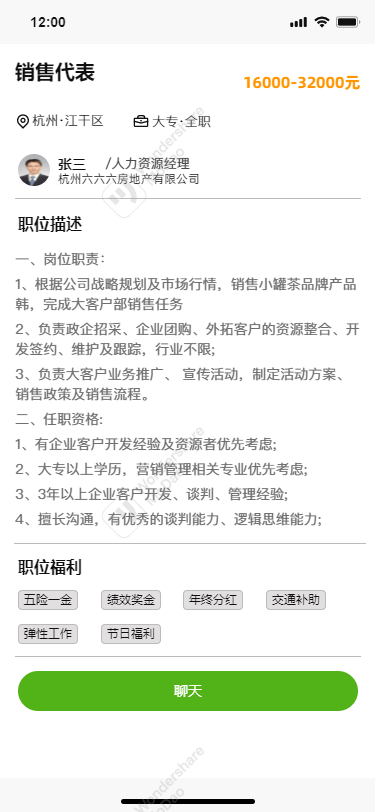 12:00
销售代表
16000-32000元
杭州·江干区
大专·全职
张三 /人力资源经理
杭州六六六房地产有限公司
职位描述
一、岗位职责：
1、根据公司战略规划及市场行情，销售小罐茶品牌产品
韩，完成大客户部销售任务
2、负责政企招采、企业团购、外拓客户的资源整合、开
发签约、维护及跟踪，行业不限;
3、负责大客户业务推广、 宣传活动，制定活动方案、
销售政策及销售流程。
二、任职资格:
1、有企业客户开发经验及资源者优先考虑;
2、大专以上学历，营销管理相关专业优先考虑;
3、3年以上企业客户开发、谈判、管理经验;
4、擅长沟通，有优秀的谈判能力、逻辑思维能力;
职位福利
五险一金 绩效奖金 年终分红 交通补助
弹性工作 节日福利
聊天
Wondershare
Wondershare
Wondershare